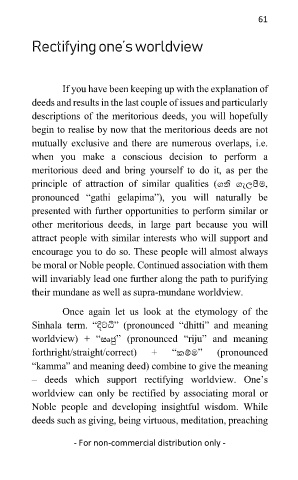 61
Rectifying one's worldview
If you have been keeping up with the explanation of
deeds and results in the last couple of issues and particularly
descriptions of the meritorious deeds, you will hopefully
begin to realise by now that the meritorious deeds are not
mutually exclusive and there are numerous overlaps, i.e.
when you make a conscious decision to perform a
meritorious deed and bring yourself to do it, as per the
principle of attraction of similar qualities (ගති ගැලපීම,
pronounced “gathi gelapima”), you will naturally be
presented with further opportunities to perform similar or
other meritorious deeds, in large part because you will
attract people with similar interests who will support and
encourage you to do so. These people will almost always
be moral or Noble people. Continued association with them
will invariably lead one further along the path to purifying
their mundane as well as supra-mundane worldview.
Once again let us look at the etymology of the
Sinhala term. “දිට්ඨි” (pronounced “dhitti” and meaning
worldview) + “ඍජු” (pronounced “riju” and meaning
forthright/straight/correct) + “කම්ම” (pronounced
“kamma” and meaning deed) combine to give the meaning
– deeds which support rectifying worldview. One’s
worldview can only be rectified by associating moral or
Noble people and developing insightful wisdom. While
deeds such as giving, being virtuous, meditation, preaching
- For non-commercial distribution only -